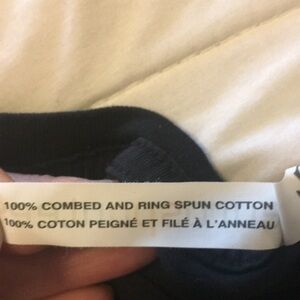 100% COMBED AND RING SPUN COTTON
100% COTON PEIGNÉ ET FILÉ À L'ANNEAU